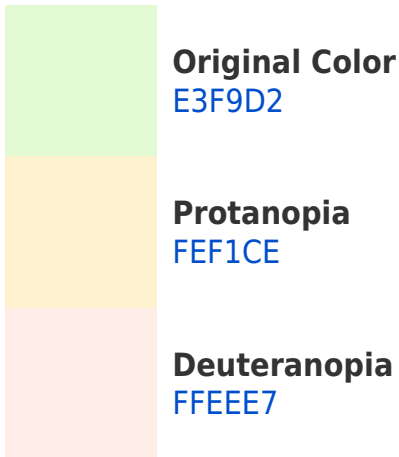 Original Color
E3F9D2
Protanopia
FEF1CE
Deuteranopia
FFEEE7